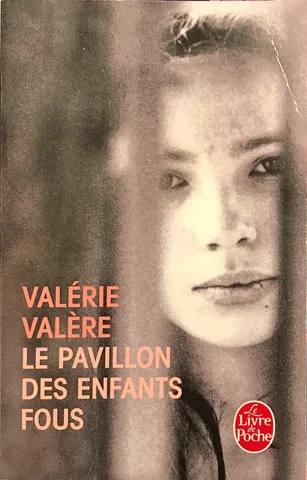 VALÉRIE
VALÈRE
LE PAVILLON
DES ENFANTS
FOUS
Le
Livre
de
Poche